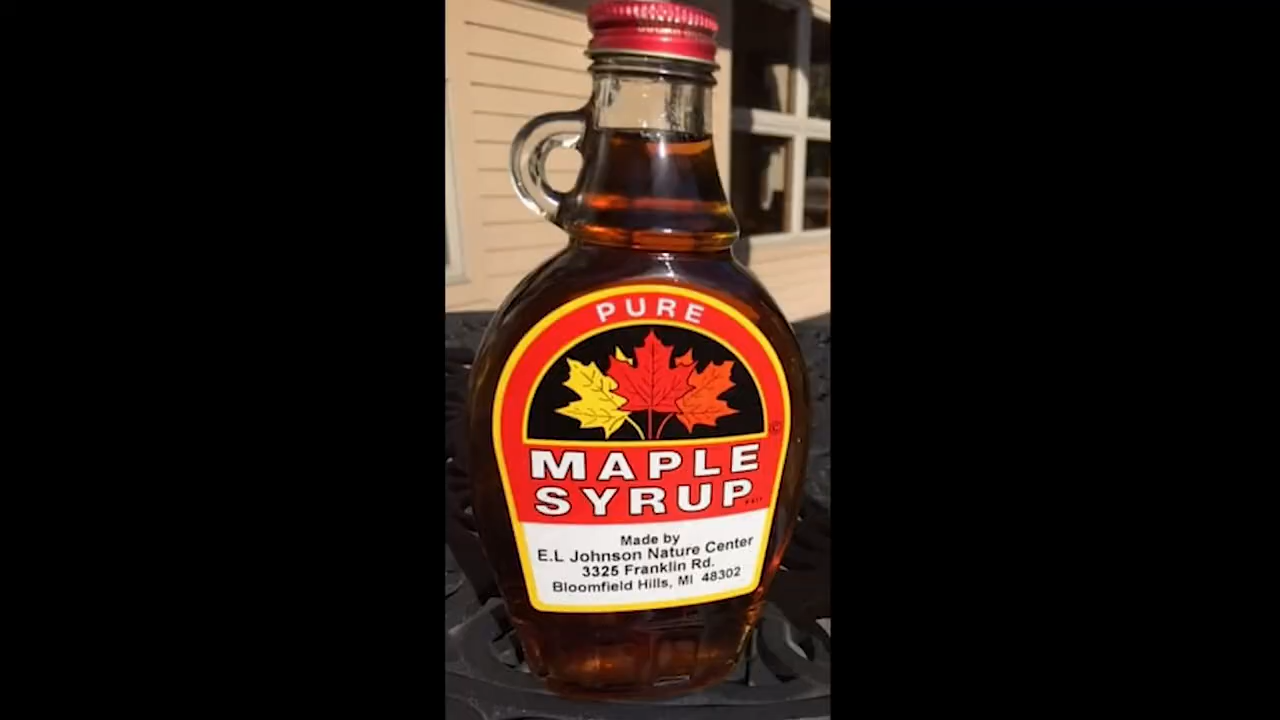 PURE
MAPLE
SYRUP
Made by
E.L Johnson Nature Center
3325 Franklin Rd.
Bloomfield Hills, MI 48302